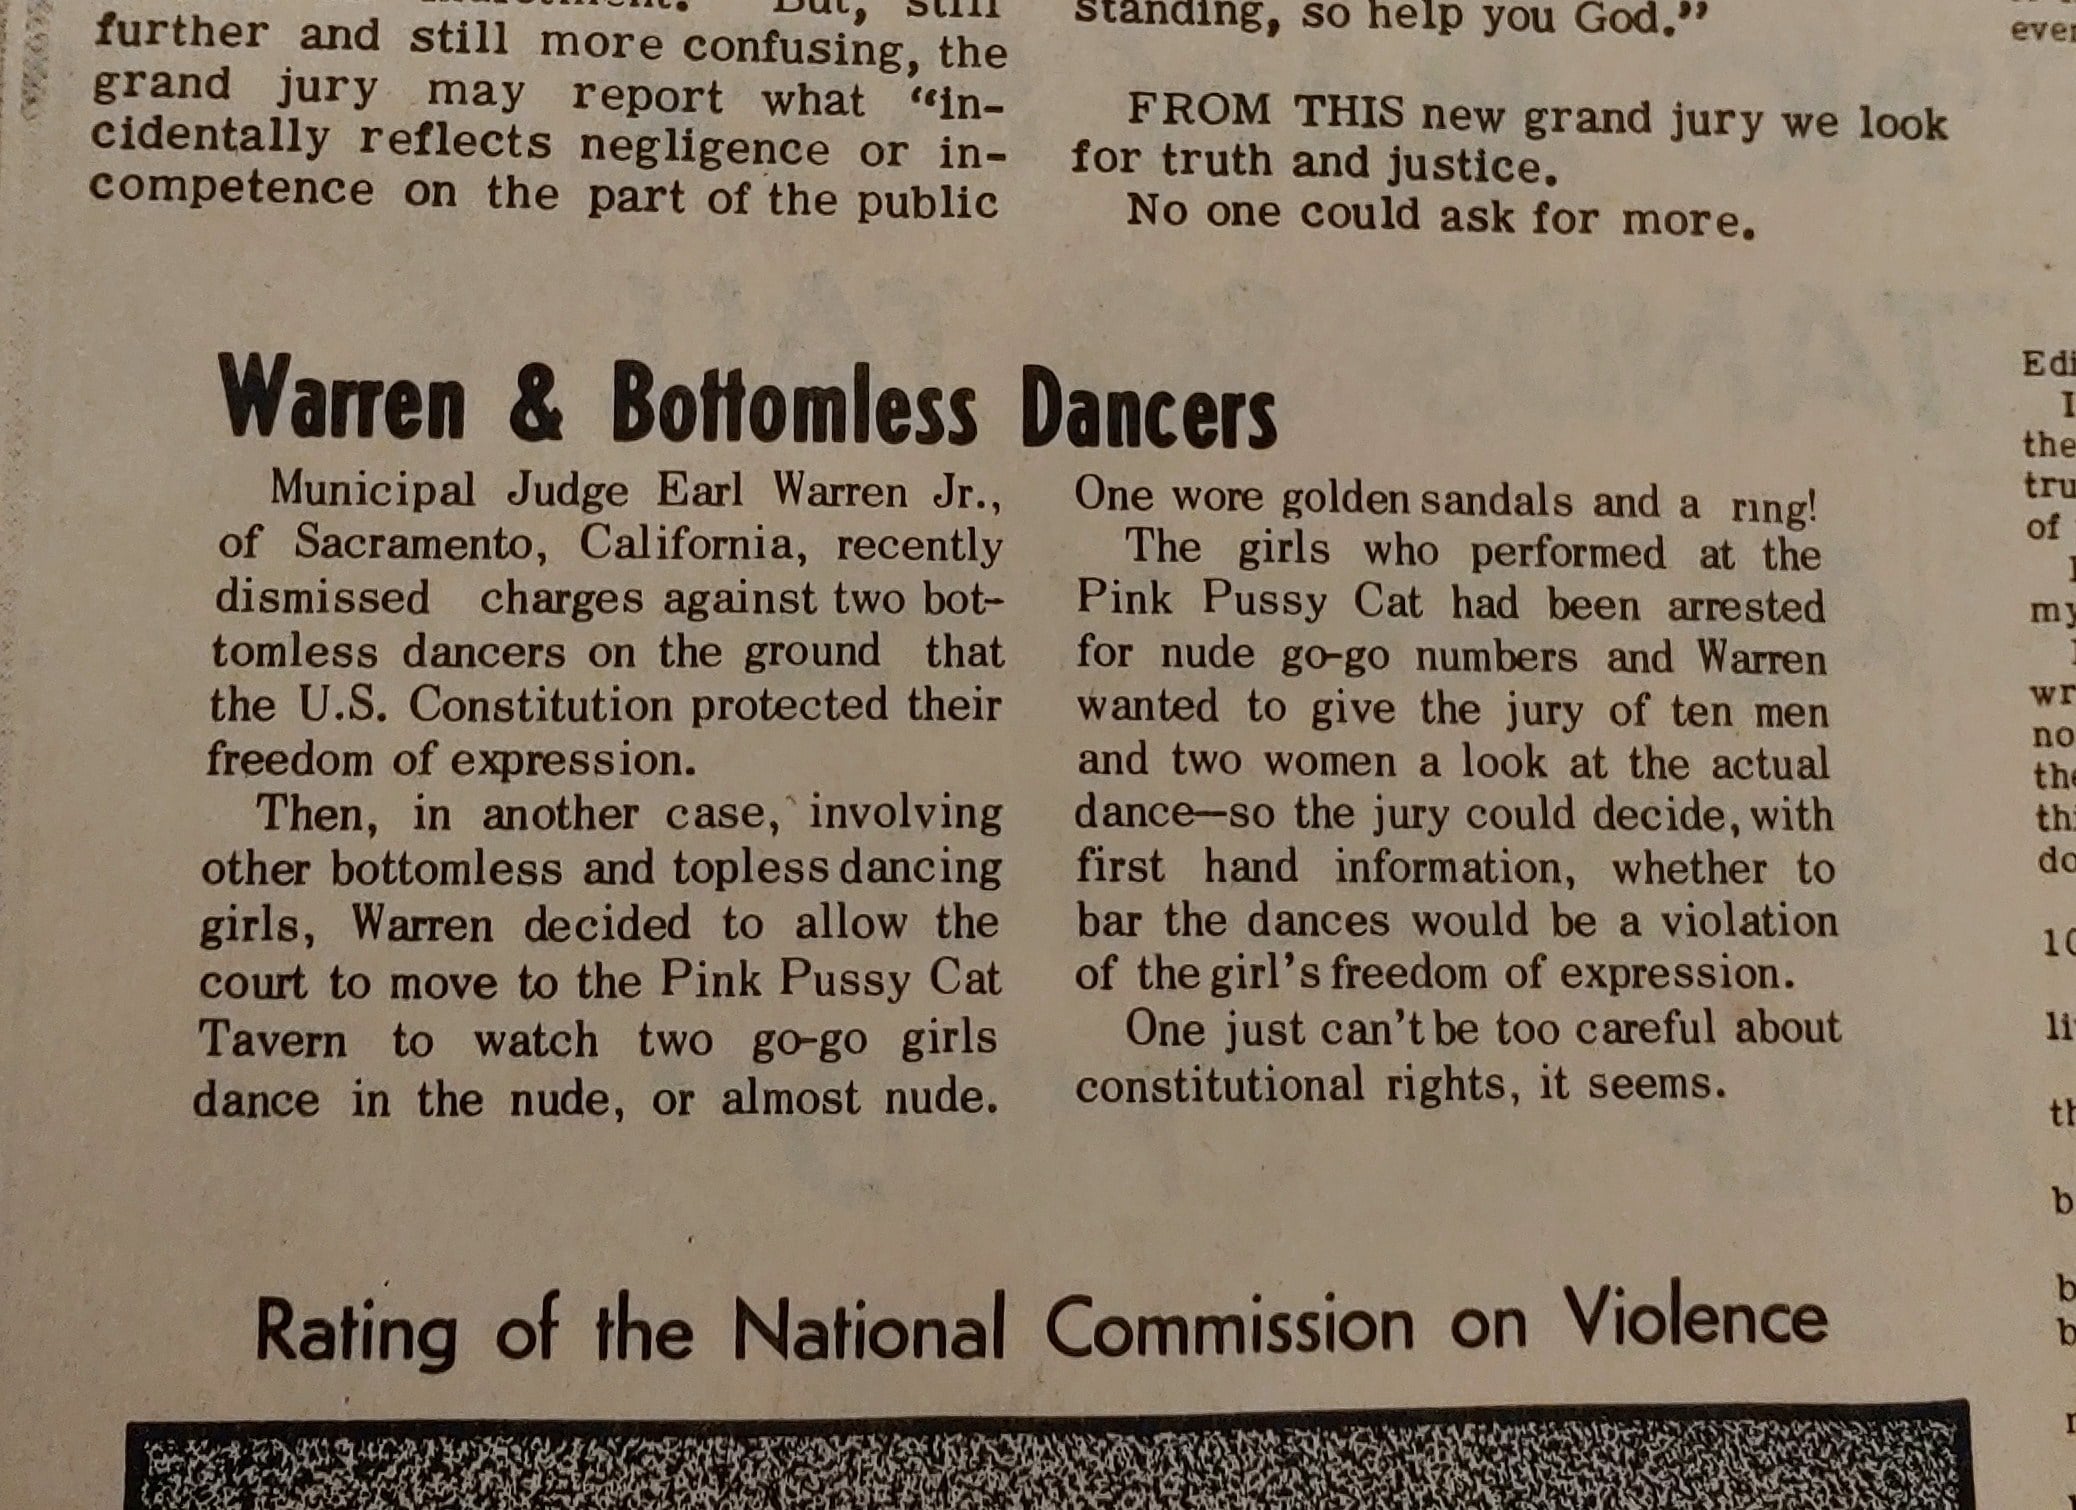 But, still
further and still more confusing, the
grand jury may report what "in-
cidentally reflects negligence or in-
competence on the part of the public
standing, so help you God."
FROM THIS new grand jury we look
for truth and justice.
No one could ask for more.
Warren & Bottomless Dancers
Municipal Judge Earl Warren Jr.,
of Sacramento, California, recently
dismissed charges against two bot-
tomless dancers on the ground that
the U.S. Constitution protected their
freedom of expression.
Then, in another case, involving
other bottomless and topless dancing
girls, Warren decided to allow the
court to move to the Pink Pussy Cat
Tavern to watch two go-go girls
dance in the nude, or almost nude.
One wore golden sandals and a ring!
The girls who performed at the
Pink Pussy Cat had been arrested
for nude go-go numbers and Warren
wanted to give the jury of ten men
and two women a look at the actual
dance—so the jury could decide, with
first hand information, whether to
bar the dances would be a violation
of the girl's freedom of expression.
One just can't be too careful about
constitutional rights, it seems.
Rating of the National Commission on Violence
the
of
my